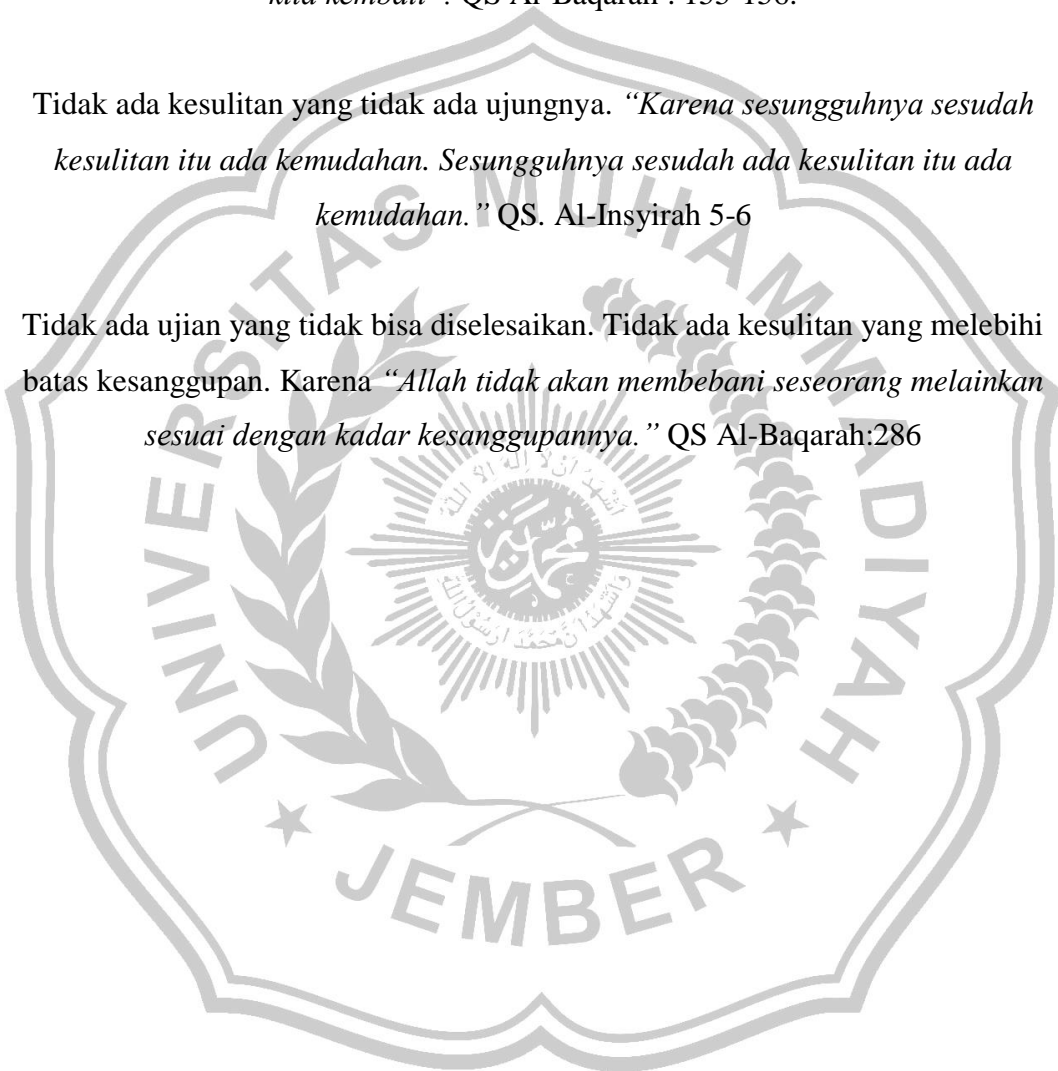 kita kembali”. QS Al-Baqarah : 155-156.
Tidak ada kesulitan yang tidak ada ujungnya. “Karena sesungguhnya sesudah
kesulitan itu ada kemudahan. Sesungguhnya sesudah ada kesulitan itu ada
kemudahan.” QS. Al-Insyirah 5-6
Tidak ada ujian yang tidak bisa diselesaikan. Tidak ada kesulitan yang melebihi
batas kesanggupan. Karena “Allah tidak akan membebani seseorang melainkan
sesuai dengan kadar kesanggupannya.” QS Al-Baqarah:286
UNIVERSITAS MUHAMMADIYAH
JEMBER